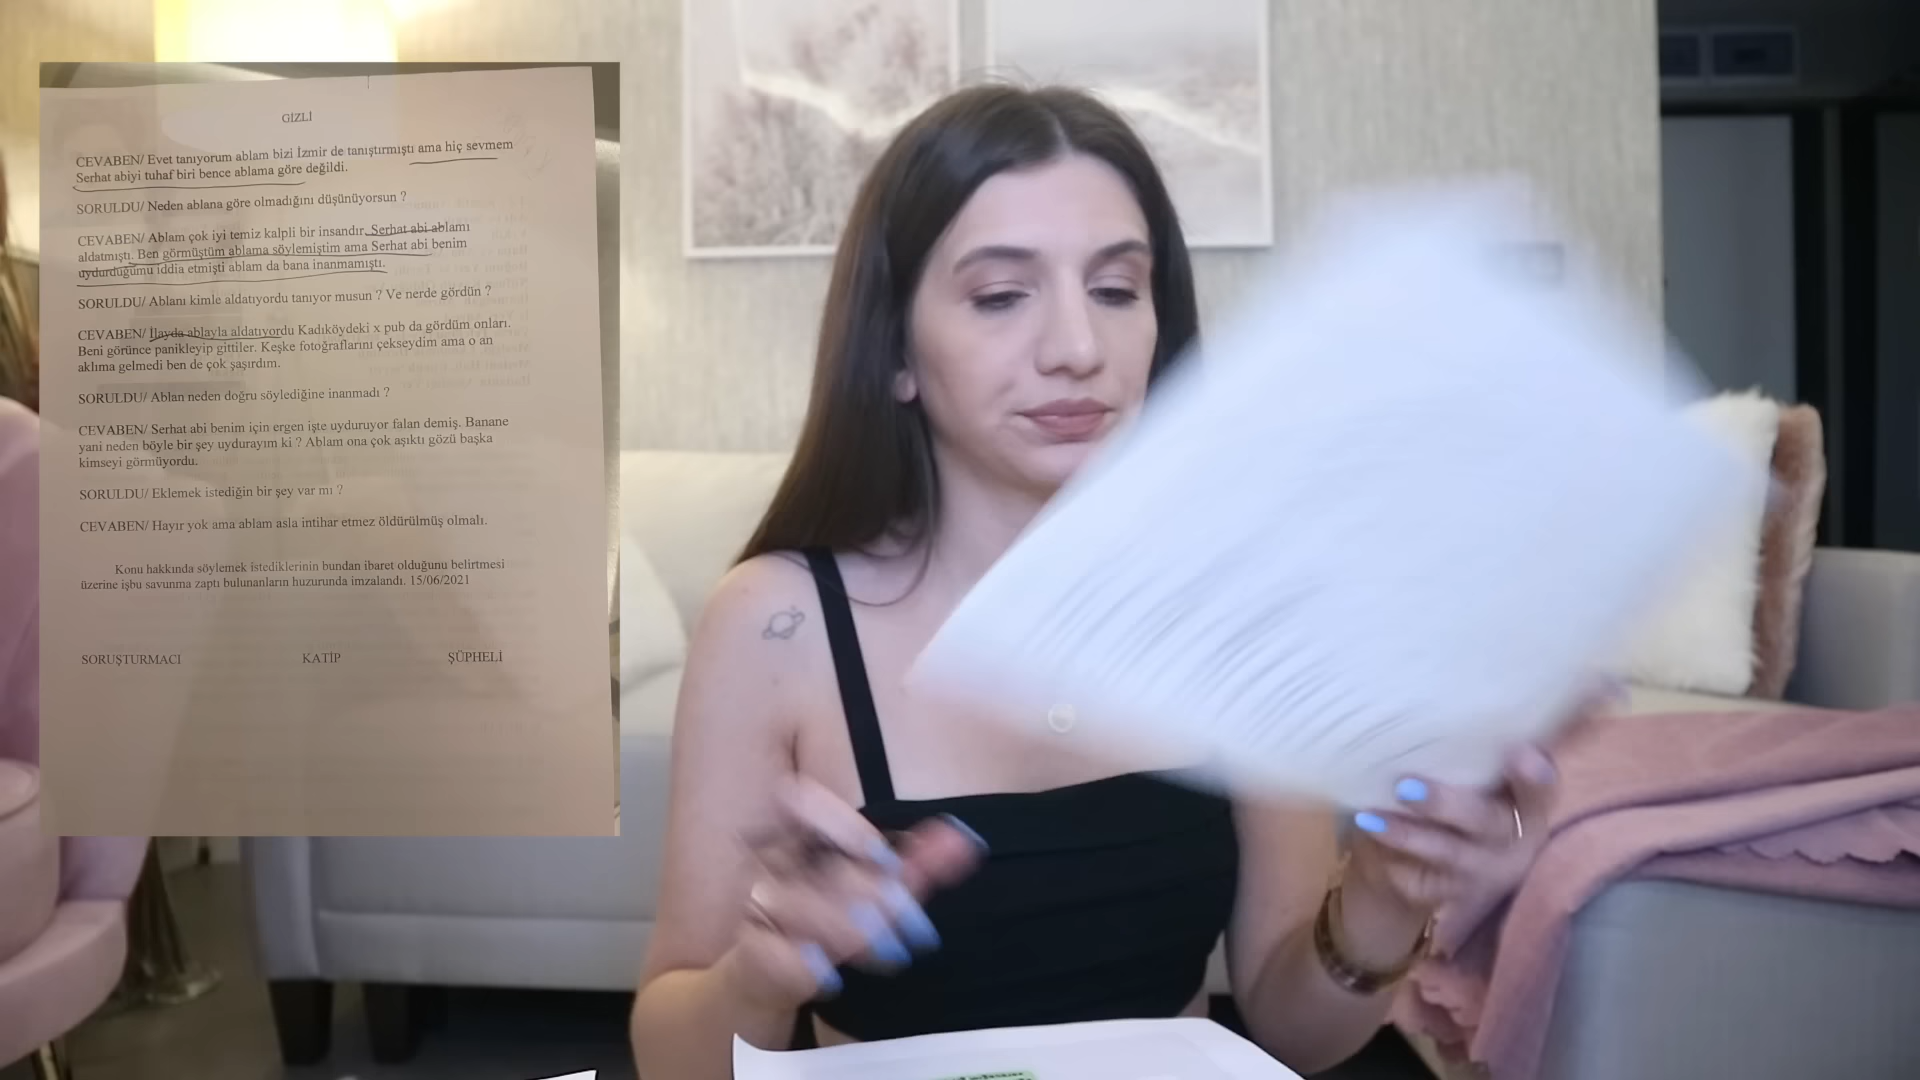 GİZLİ
CEVABEN/ Evet tanıyorum ablam bizi İzmir de tanıştırmıştı ama hiç sevmem
Serhat abiyi tuhaf biri bence ablama göre değildi.
SORULDU/ Neden ablana göre olmadığını düşünüyorsun ?
CEVABEN/ Ablam çok iyi temiz kalpli bir insandır. Serhat abi ablamı
aldatmıştı. Ben görmüştüm ablama söylemiştim ama Serhat abi benim
uydurduğumu iddia etmişti ablam da bana inanmamıştı.
SORULDU/ Ablanı kimle aldatıyordu tanıyor musun ? Ve nerde gördün ?
CEVABEN/ İlayda ablayla aldatıyordu Kadıköydeki x pub da gördüm onları.
Beni görünce panikleyip gittiler. Keşke fotoğraflarını çekseydim ama o an
aklıma gelmedi ben de çok şaşırdım.
SORULDU/ Ablan neden doğru söylediğine inanmadı ?
CEVABEN/ Serhat abi benim için ergen işte uyduruyor falan demiş. Banane
yani neden böyle bir şey uydurayım ki ? Ablam ona çok aşıktı gözü başka
kimseyi görmüyordu.
SORULDU/ Eklemek istediğin bir şey var mı ?
CEVABEN/ Hayır yok ama ablam asla intihar etmez öldürülmüş olmalı.
Konu hakkında söylemek istediklerinin bundan ibaret olduğunu belirtmesi
üzerine işbu savunma zaptı bulunanların huzurunda imzalandı. 15/06/2021
SORUŞTURMACI KATİP ŞÜPHELİ